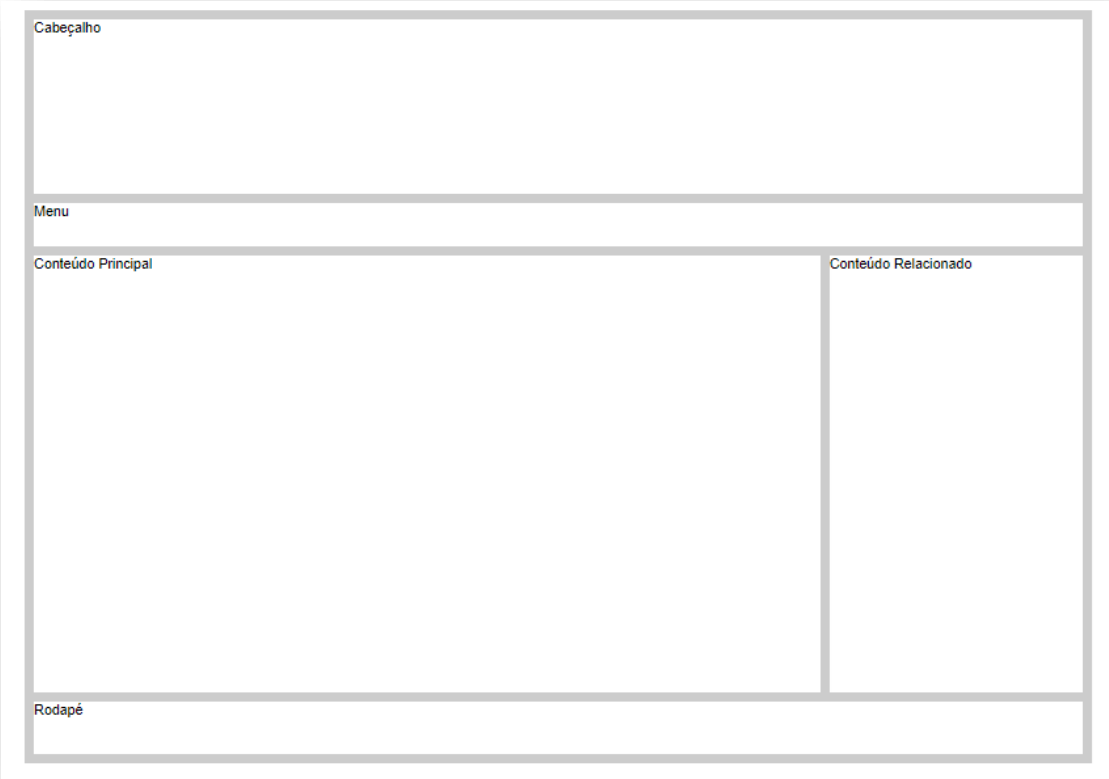 Cabeçalho
Menu
Conteúdo Principal
Conteúdo Relacionado
Rodapé